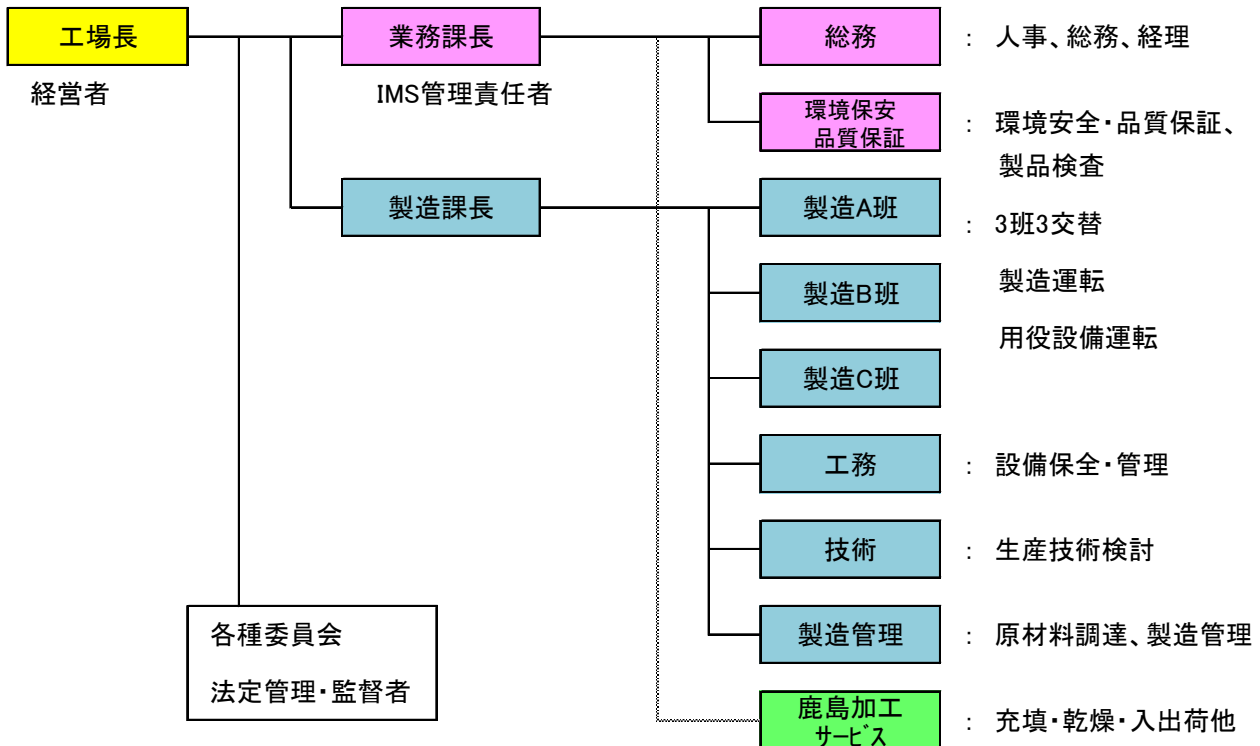 工場長
業務課長
総務
： 人事、総務、経理
経営者
IMS管理責任者
環境保安
品質保証
： 環境安全・品質保証、
製品検査
製造課長
製造A班
： 3班3交替
製造B班
製造運転
用役設備運転
製造C班
工務
： 設備保全・管理
技術
： 生産技術検討
各種委員会
法定管理・監督者
製造管理
： 原材料調達、製造管理
鹿島加工
ｻｰﾋﾞｽ
： 充填・乾燥・入出荷他